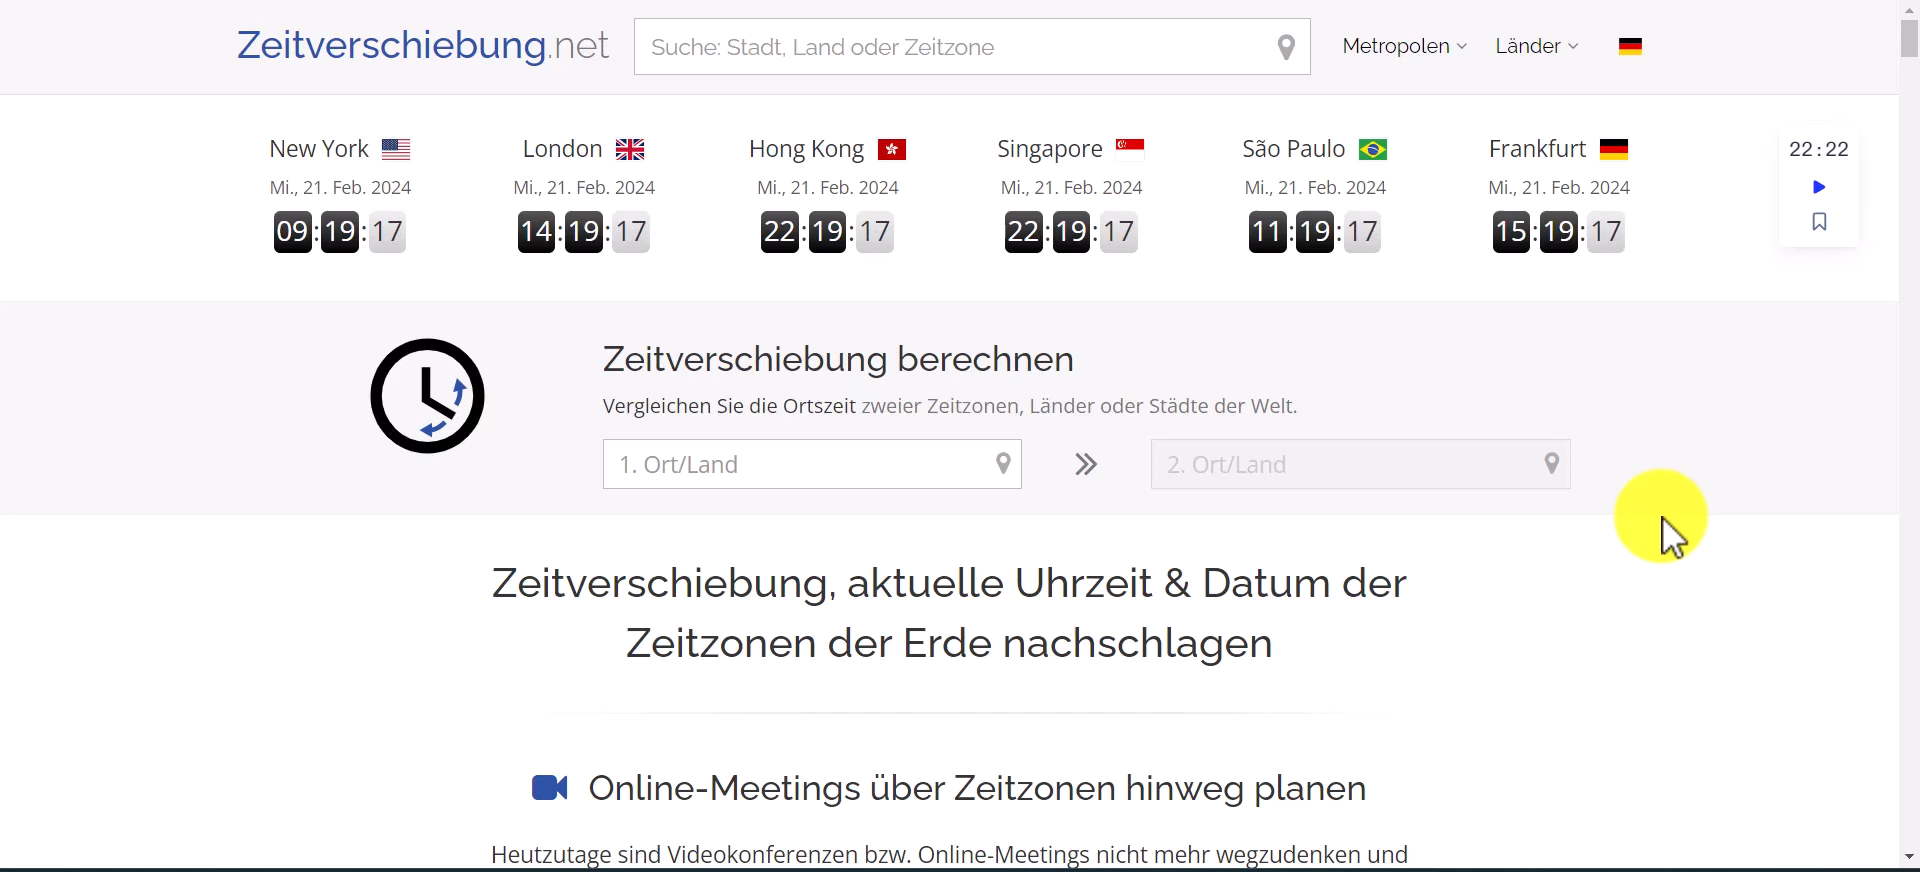 Zeitverschiebung.net
Suche: Stadt, Land oder Zeitzone
Metropolen
Länder
New York
Mi., 21. Feb. 2024
09:19:17
London
Mi., 21. Feb. 2024
14:19:17
Hong Kong
Mi., 21. Feb. 2024
22:19:17
Singapore
Mi., 21. Feb. 2024
22:19:17
São Paulo
Mi., 21. Feb. 2024
11:19:17
Frankfurt
Mi., 21. Feb. 2024
15:19:17
22:22
Zeitverschiebung berechnen
Vergleichen Sie die Ortszeit zweier Zeitzonen, Länder oder Städte der Welt.
1. Ort/Land
2. Ort/Land
Zeitverschiebung, aktuelle Uhrzeit & Datum der
Zeitzonen der Erde nachschlagen
Online-Meetings über Zeitzonen hinweg planen
Heutzutage sind Videokonferenzen bzw. Online-Meetings nicht mehr wegzudenken und